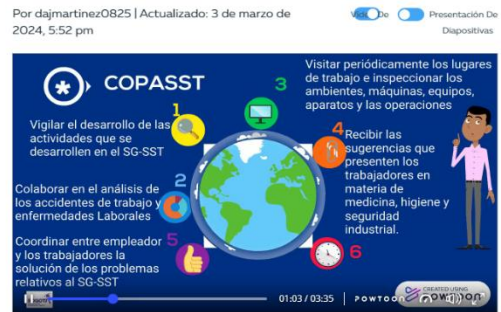 Por dajmartinez0825 | Actualizado: 3 de marzo de
2024, 5:52 pm
De
Presentación De
Diapositivas
COPASST
1
Vigilar el desarrollo de las
actividades que se
desarrollen en el SG-SST
2
Colaborar en el análisis de
los accidentes de trabajo y
enfermedades Laborales
5
Coordinar entre empleador
y los trabajadores la
solución de los problemas
relativos al SG-SST
3
Visitar periódicamente los lugares
de trabajo e inspeccionar los
ambientes, máquinas, equipos,
aparatos y las operaciones
4
Recibir las
sugerencias que
presenten los
trabajadores en
materia de
medicina, higiene y
seguridad
industrial.
6
01:03 / 03:35
POWTOON
CREATED USING
POWTOON